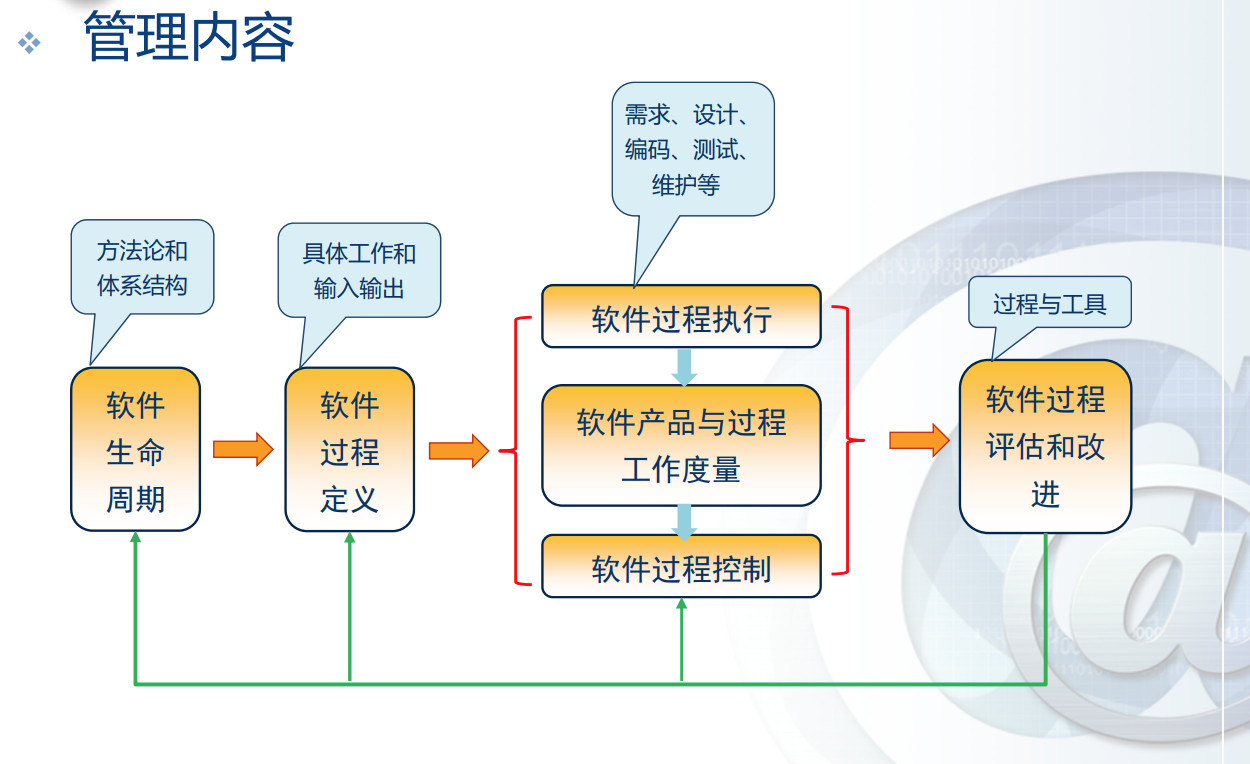 管理内容
需求、设计、
编码、测试、
维护等
方法论和
体系结构
具体工作和
输入输出
过程与工具
软件
生命
周期
软件
过程
定义
软件过程执行
软件产品与过程
工作度量
软件过程控制
软件过程
评估和改
进